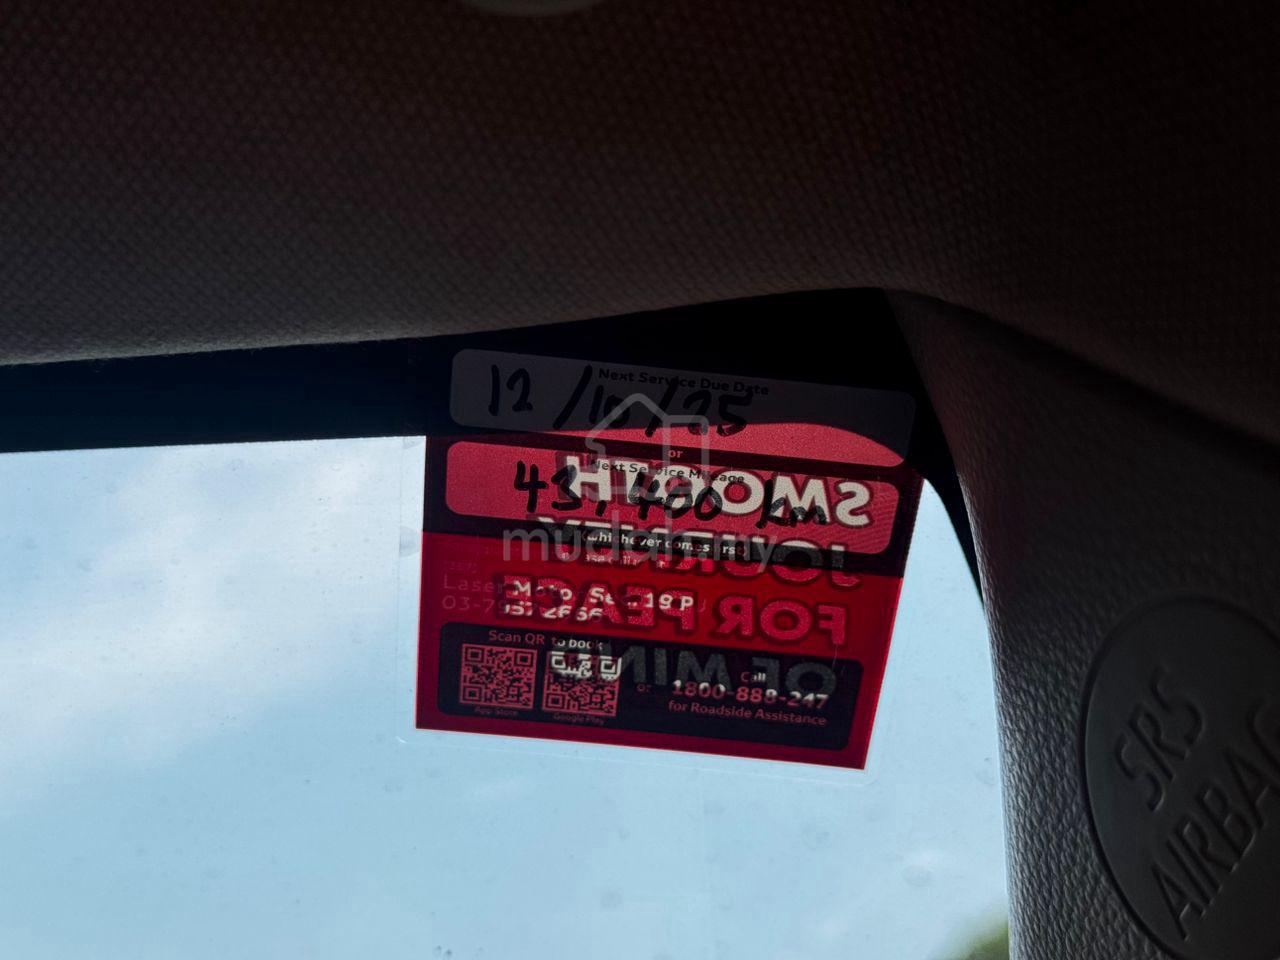 Next Service Due Date
12/10/25
or
Next Service Mileage
43,400 km
(Whichever comes first)
SMOOTH
JOURNEY
FOR PEACE
OF MIND
Scan QR to book
App Store
Google Play
or
Call
1800-888-247
for Roadside Assistance
mudah.my
SRS
AIRBAG